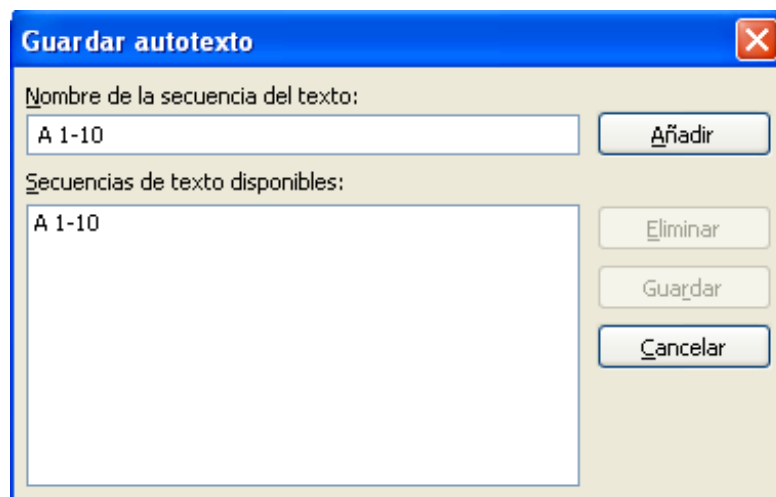 Guardar autotexto
Nombre de la secuencia del texto:
A 1-10
Añadir
Secuencias de texto disponibles:
A 1-10
Eliminar
Guardar
Cancelar